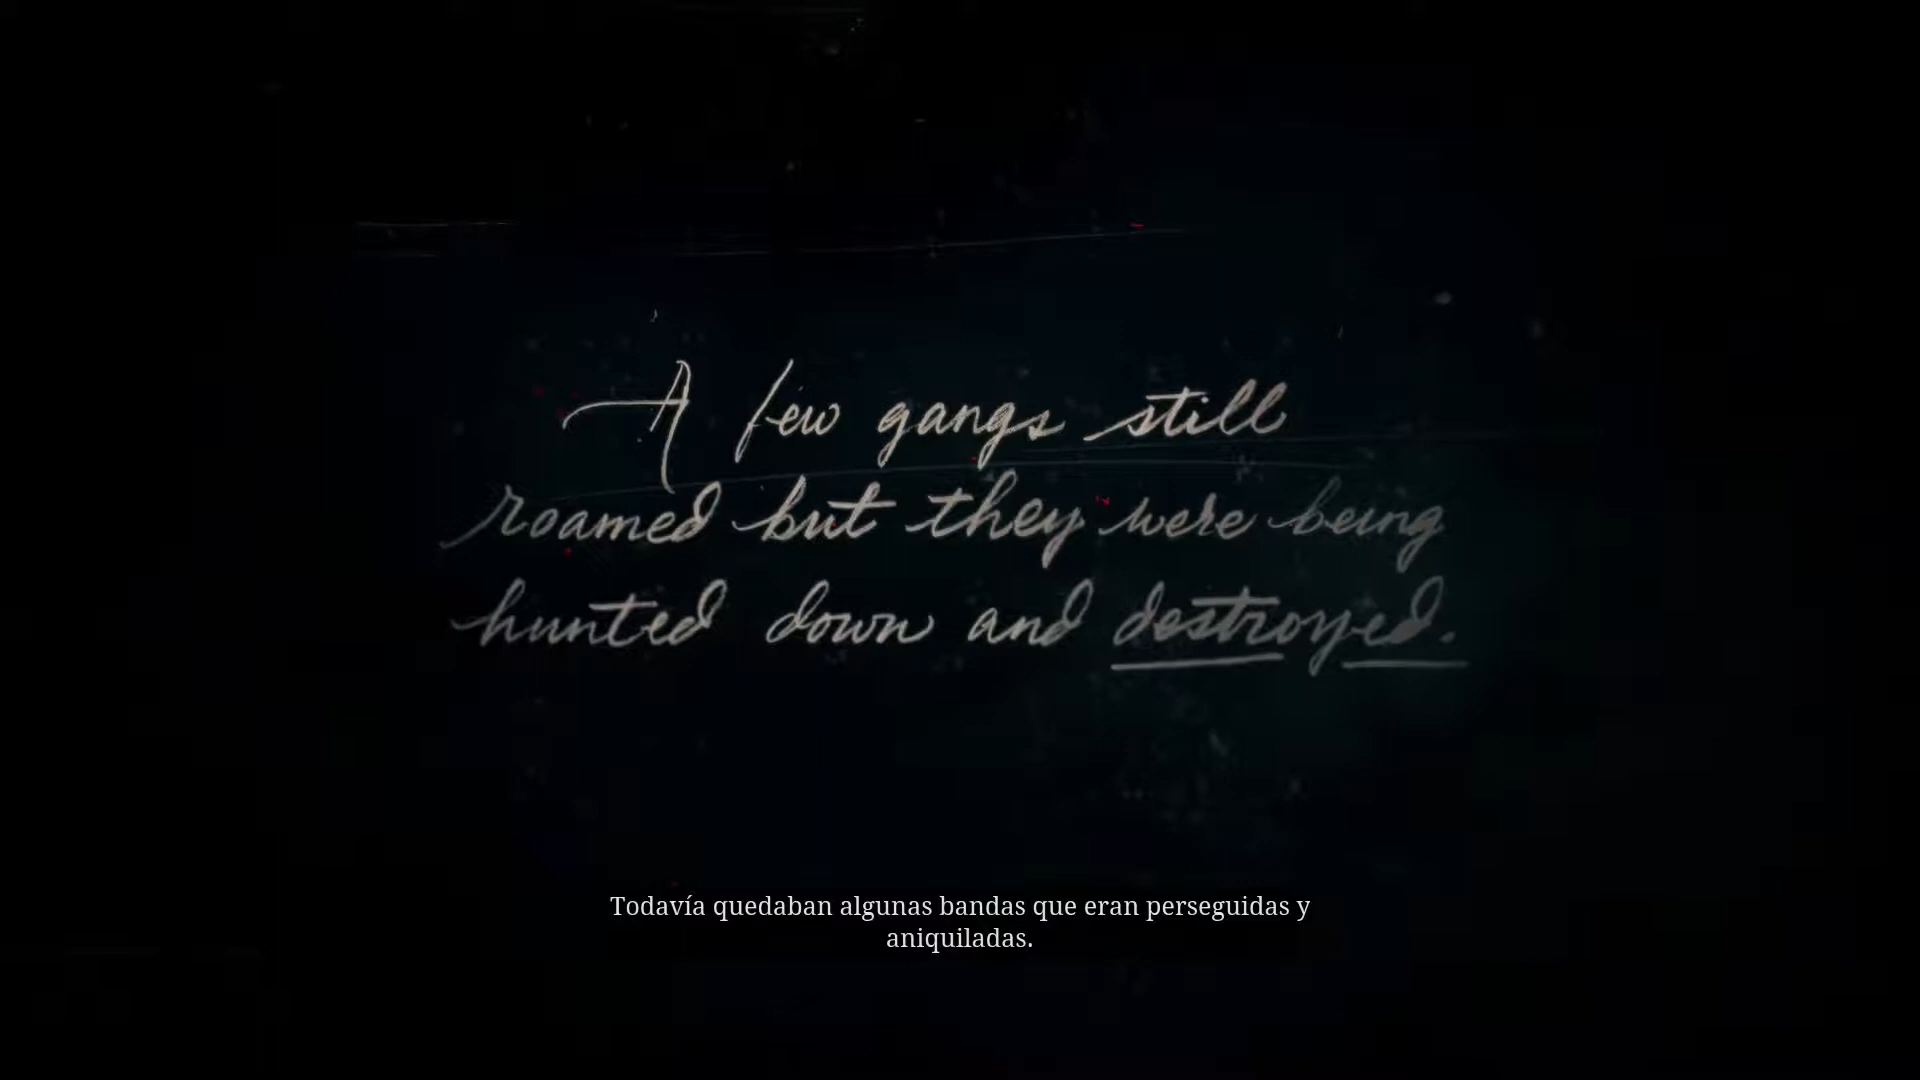 A few gangs still
roamed but they were being
hunted down and destroyed.
Todavía quedaban algunas bandas que eran perseguidas y
aniquiladas.